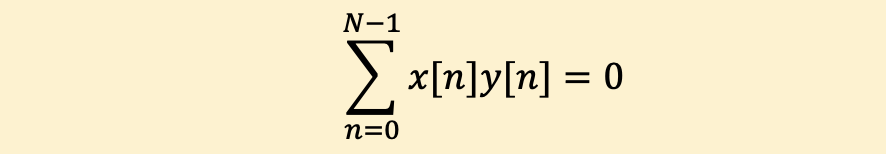 N−1
∑ x[n]y[n] = 0
n=0